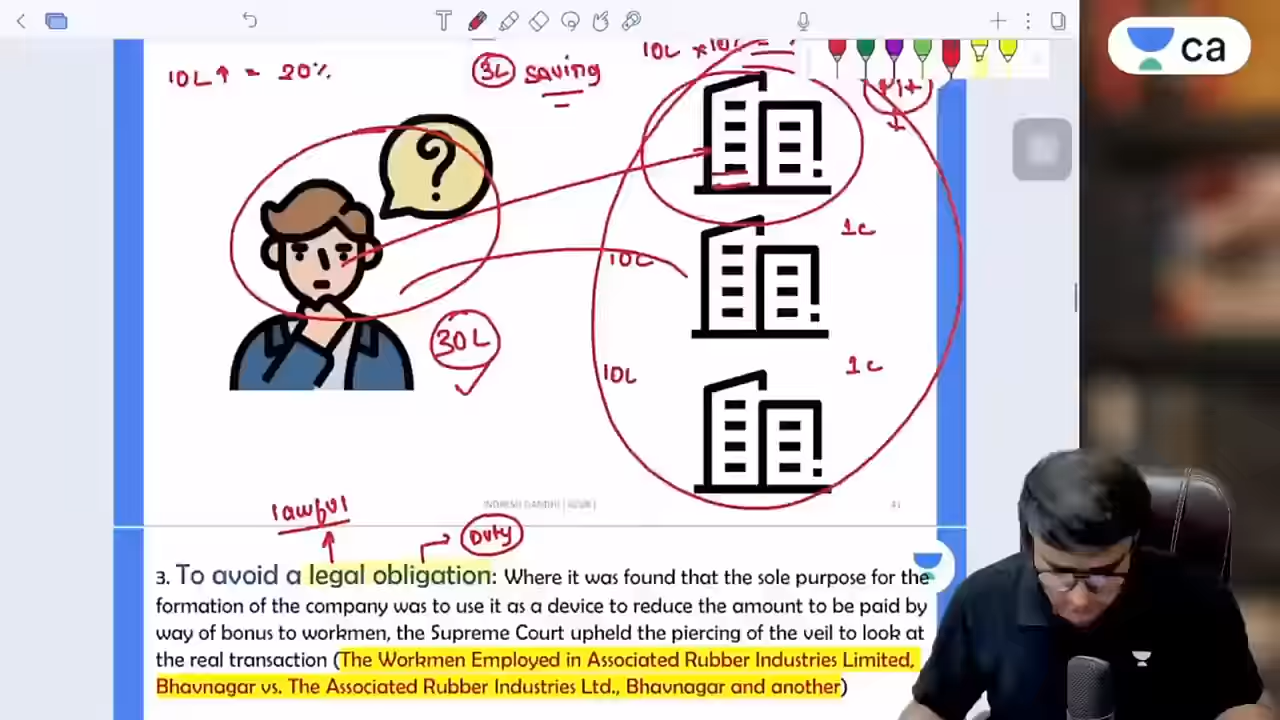 ca
10L ↑ = 20%
3L saving
?
1c
10L
30L
10L
1c
lawful
Duty
INDRESH GANDHI | GURUJI
41
3. To avoid a legal obligation: Where it was found that the sole purpose for the
formation of the company was to use it as a device to reduce the amount to be paid by
way of bonus to workmen, the Supreme Court upheld the piercing of the veil to look at
the real transaction (The Workmen Employed in Associated Rubber Industries Limited,
Bhavnagar vs. The Associated Rubber Industries Ltd., Bhavnagar and another)